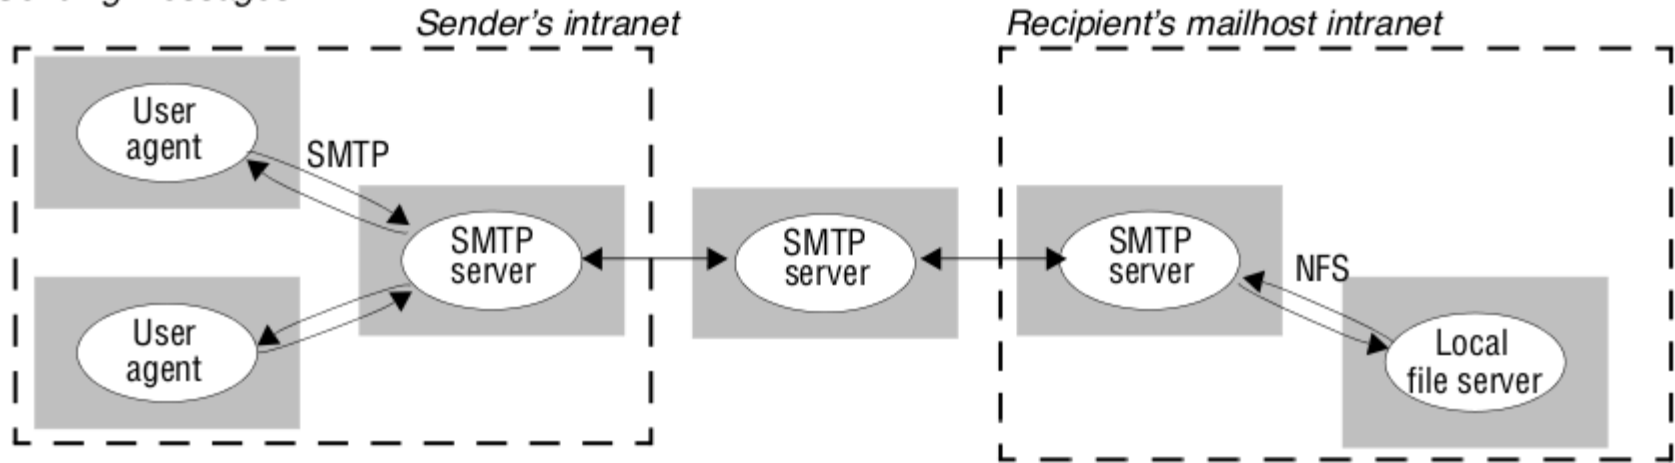 Sender's intranet
Recipient's mailhost intranet
User
agent
SMTP
SMTP
server
SMTP
server
SMTP
server
NFS
User
agent
Local
file server